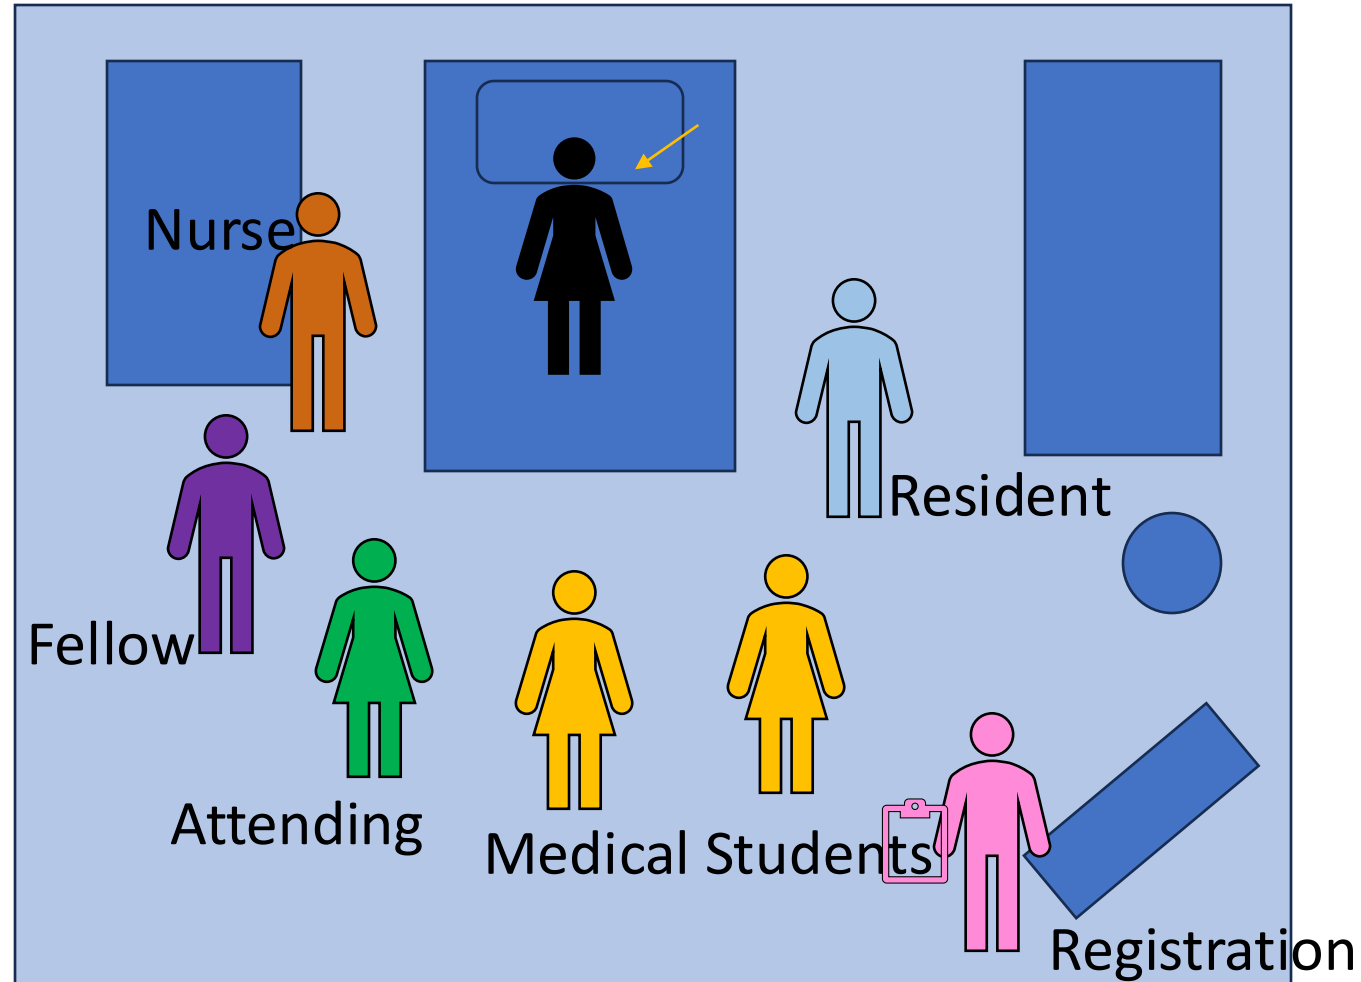 Nurse
Resident
Fellow
Attending
Medical Students
Registration